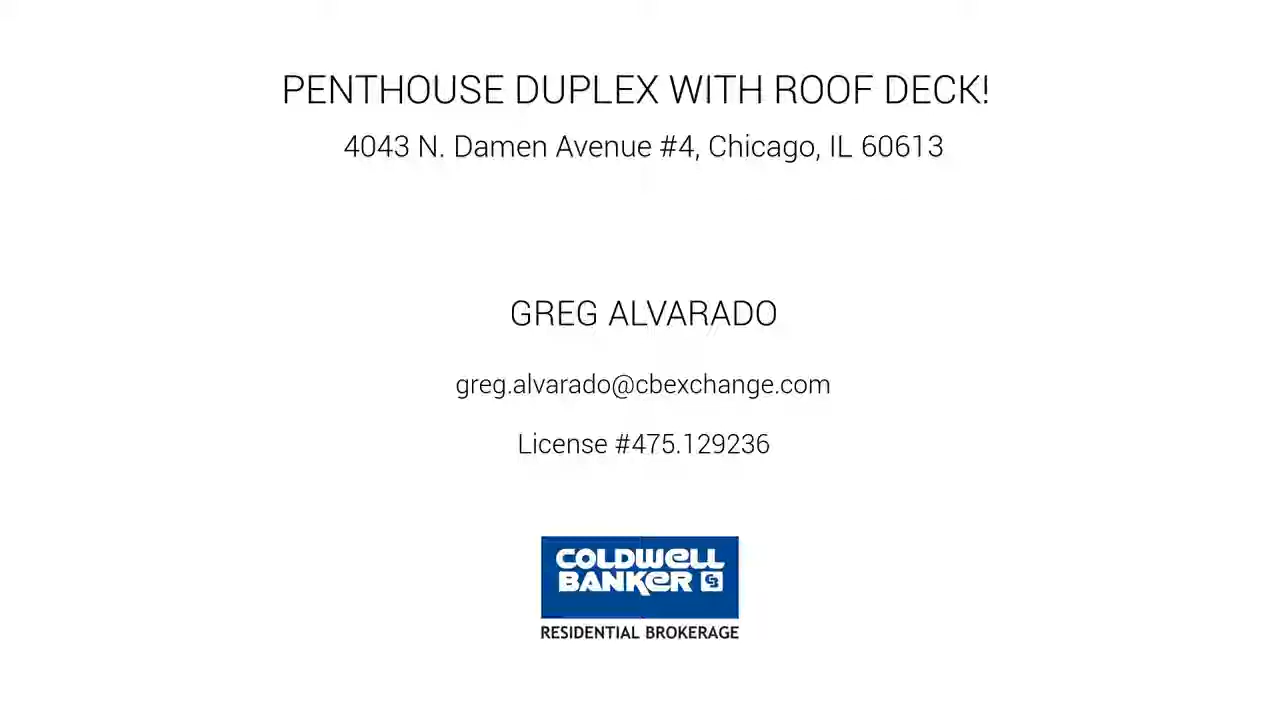 PENTHOUSE DUPLEX WITH ROOF DECK!
4043 N. Damen Avenue #4, Chicago, IL 60613
GREG ALVARADO
greg.alvarado@cbexchange.com
License #475.129236
COLDWELL
BANKER CB
RESIDENTIAL BROKERAGE